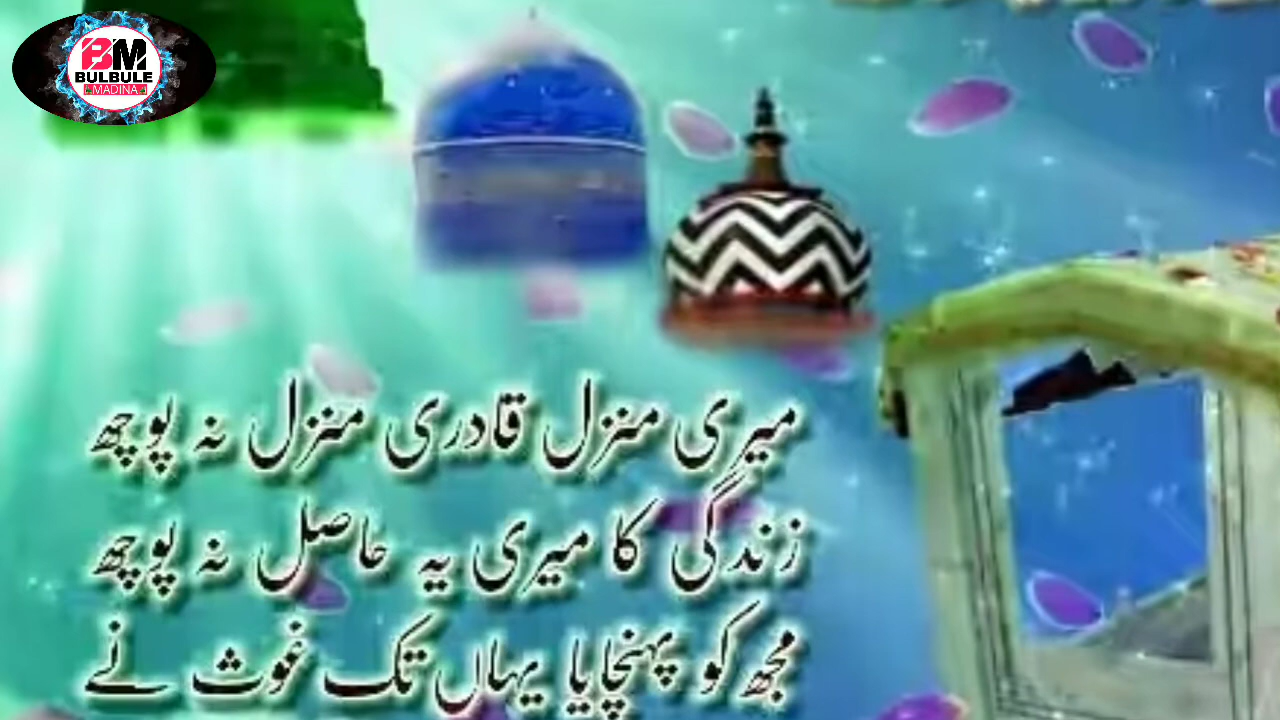 BM
BULBULE
MADINA
میری منزل قادری منزل نہ پوچھ
زندگی کا میری یہ حاصل نہ پوچھ
مجھ کو پہنچایا یہاں تک غوث نے